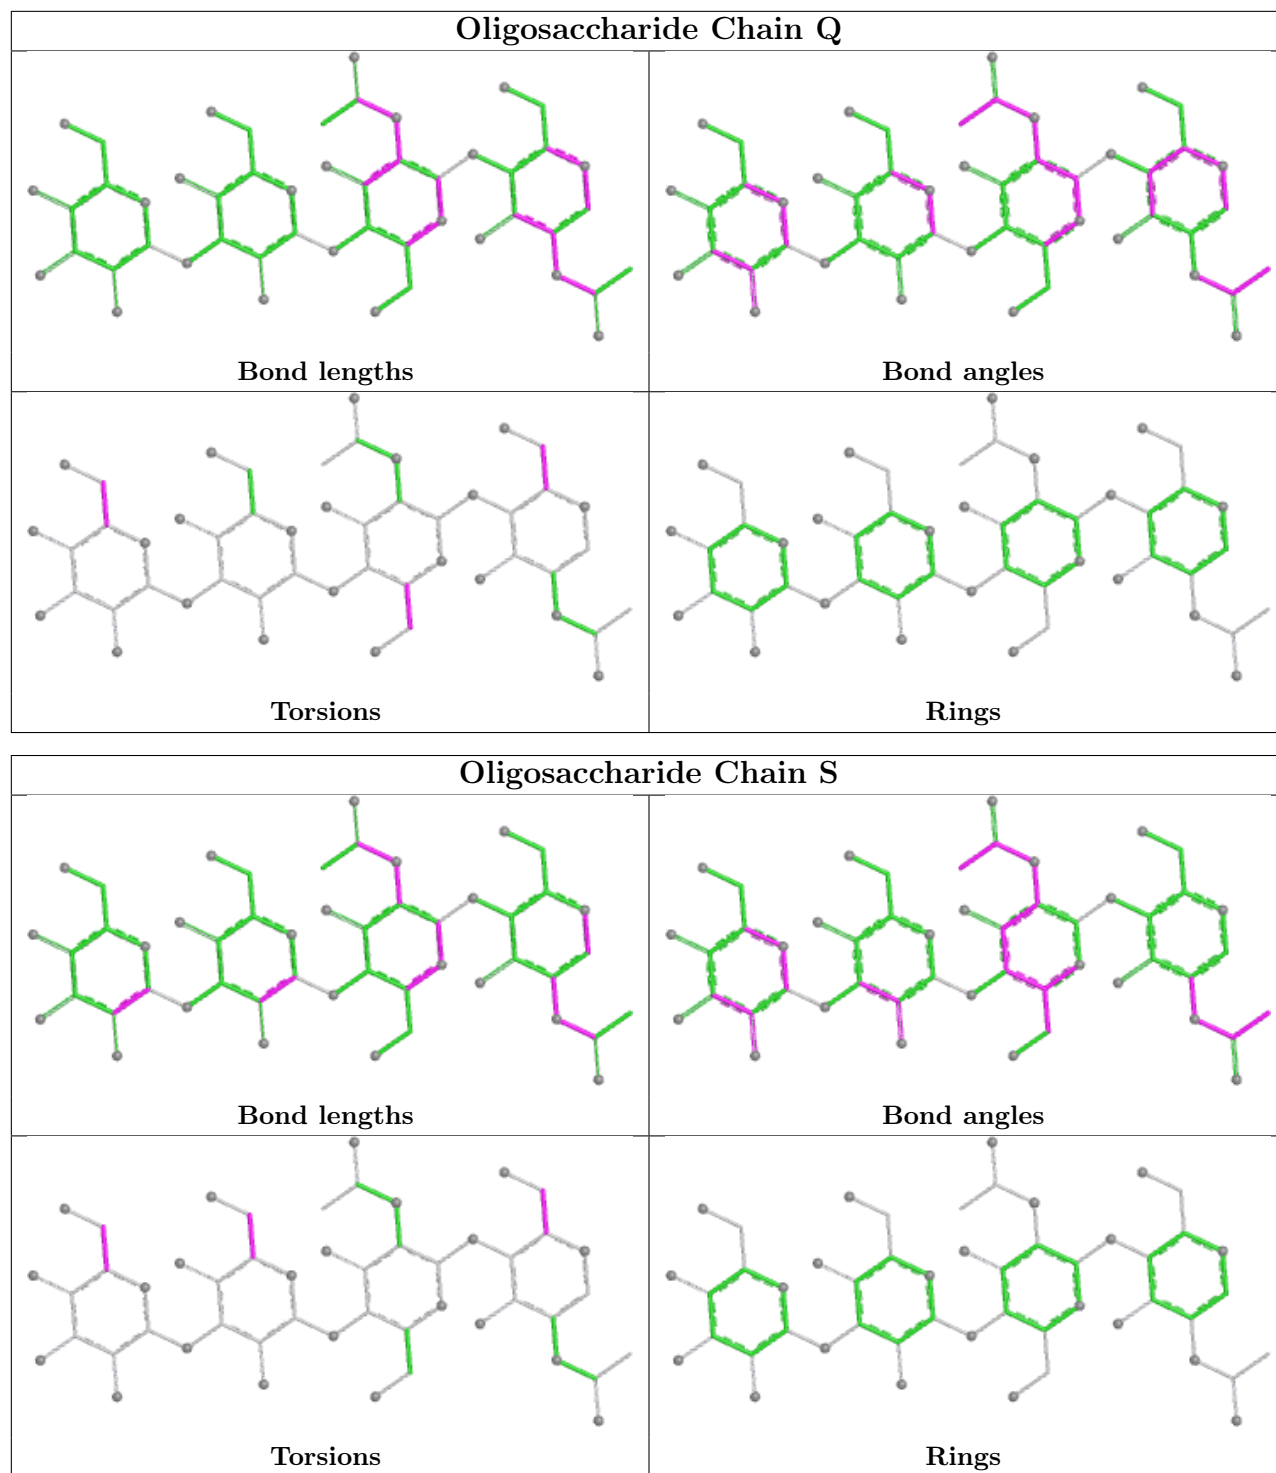 Oligosaccharide Chain Q
Bond lengths
Bond angles
Torsions
Rings
Oligosaccharide Chain S
Bond lengths
Bond angles
Torsions
Rings